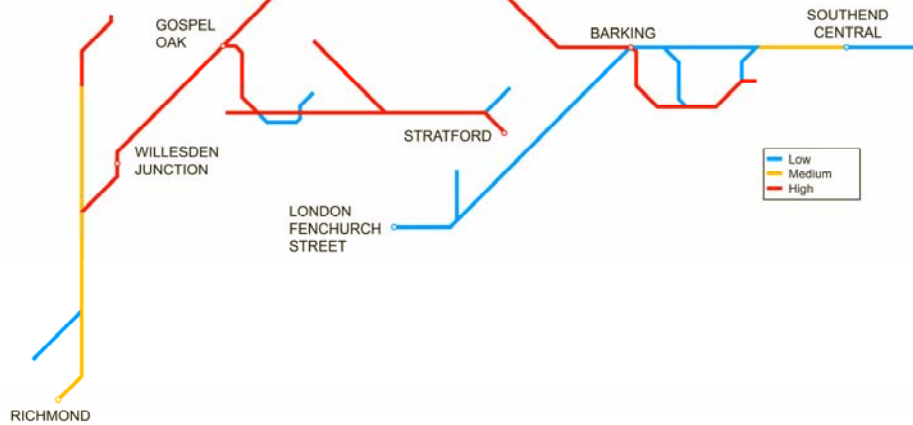 SOUTHEND
CENTRAL
GOSPEL
OAK
BARKING
STRATFORD
WILLESDEN
JUNCTION
Low
Medium
High
LONDON
FENCHURCH
STREET
RICHMOND